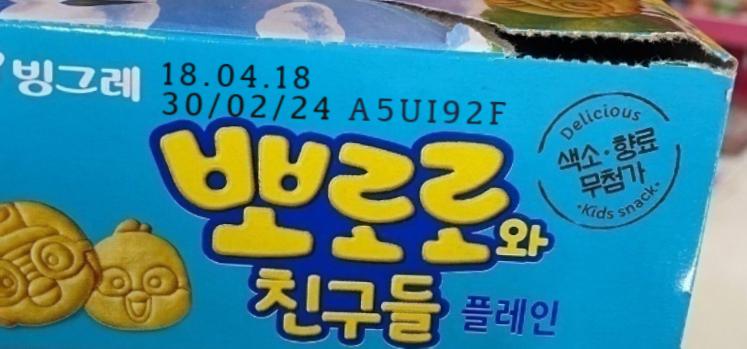 빙그레
18.04.18
30/02/24 A5UI92F
뽀로로와
친구들 플레인
Delicious
색소·향료
무첨가
·Kids snack·